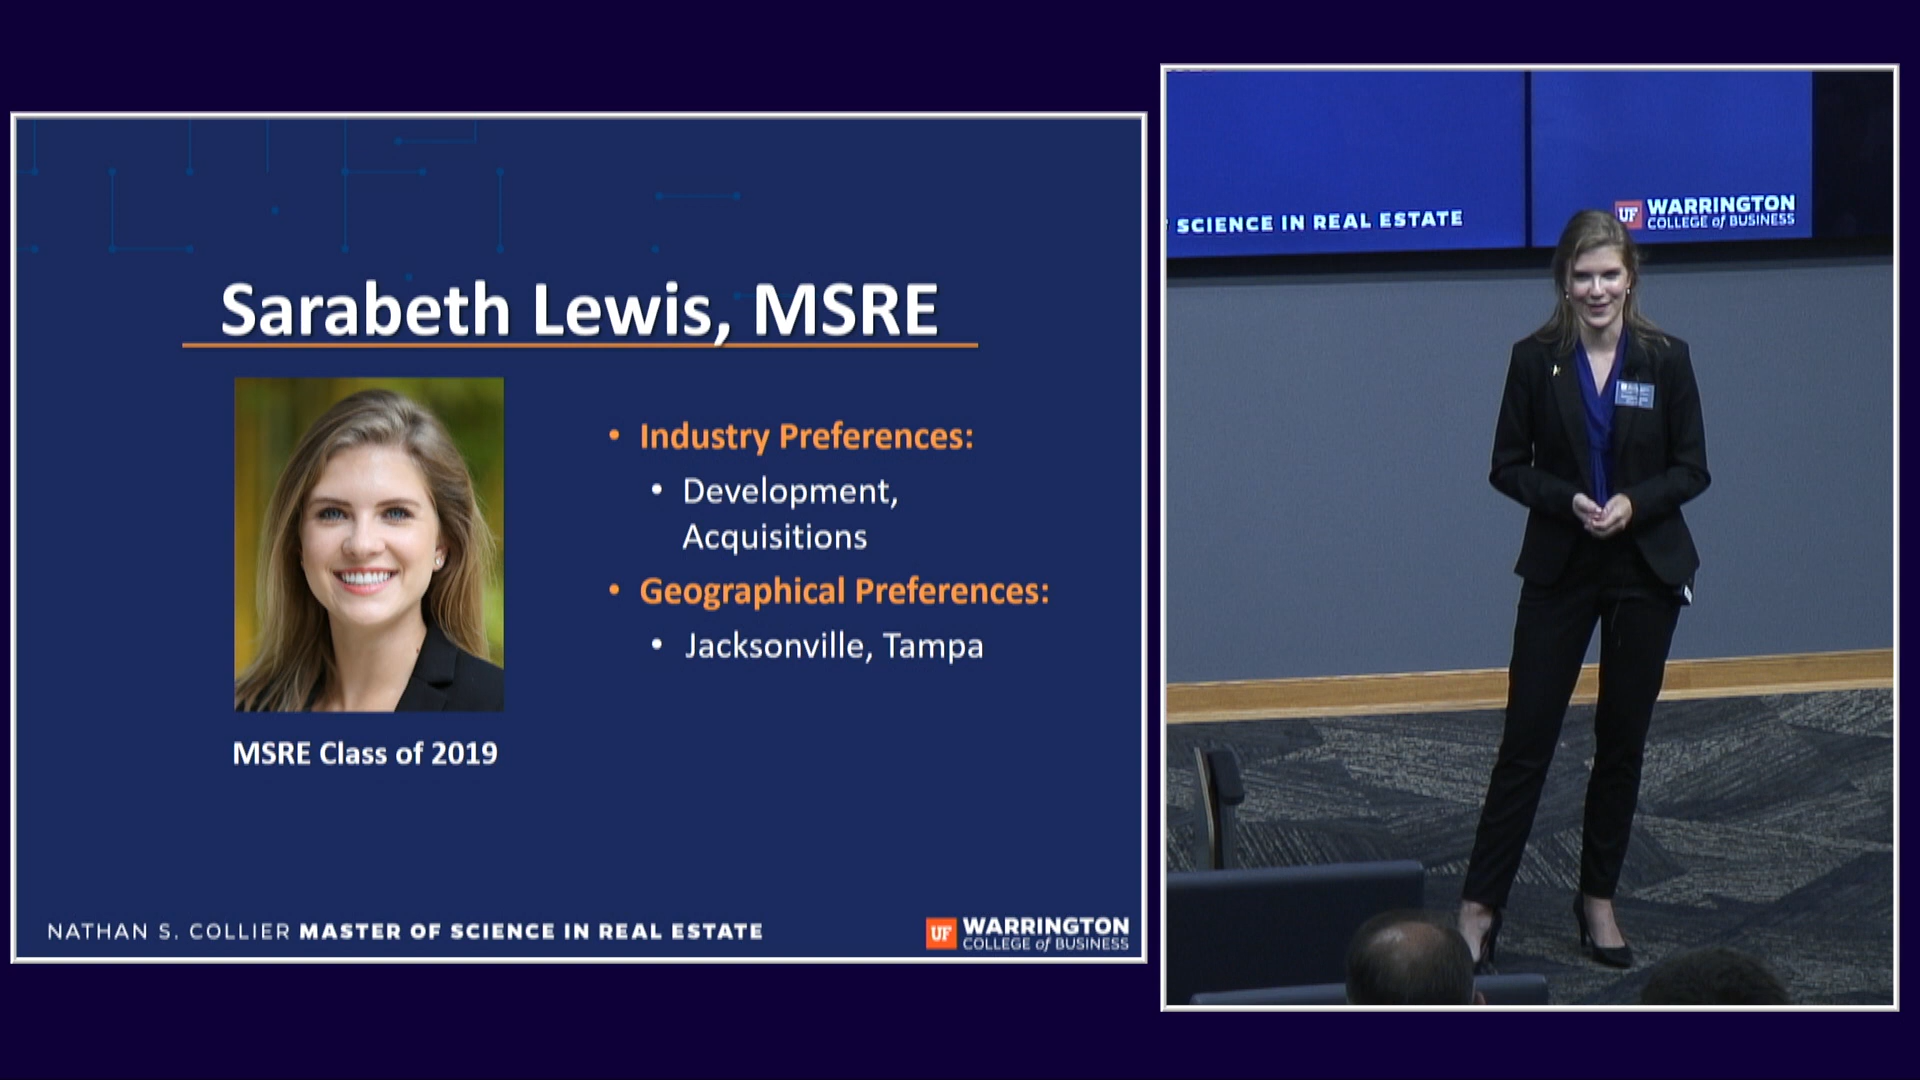 Sarabeth Lewis, MSRE
• Industry Preferences:
• Development,
Acquisitions
• Geographical Preferences:
• Jacksonville, Tampa
MSRE Class of 2019
NATHAN S. COLLIER MASTER OF SCIENCE IN REAL ESTATE
UF WARRINGTON
COLLEGE of BUSINESS
SCIENCE IN REAL ESTATE
UF WARRINGTON
COLLEGE of BUSINESS